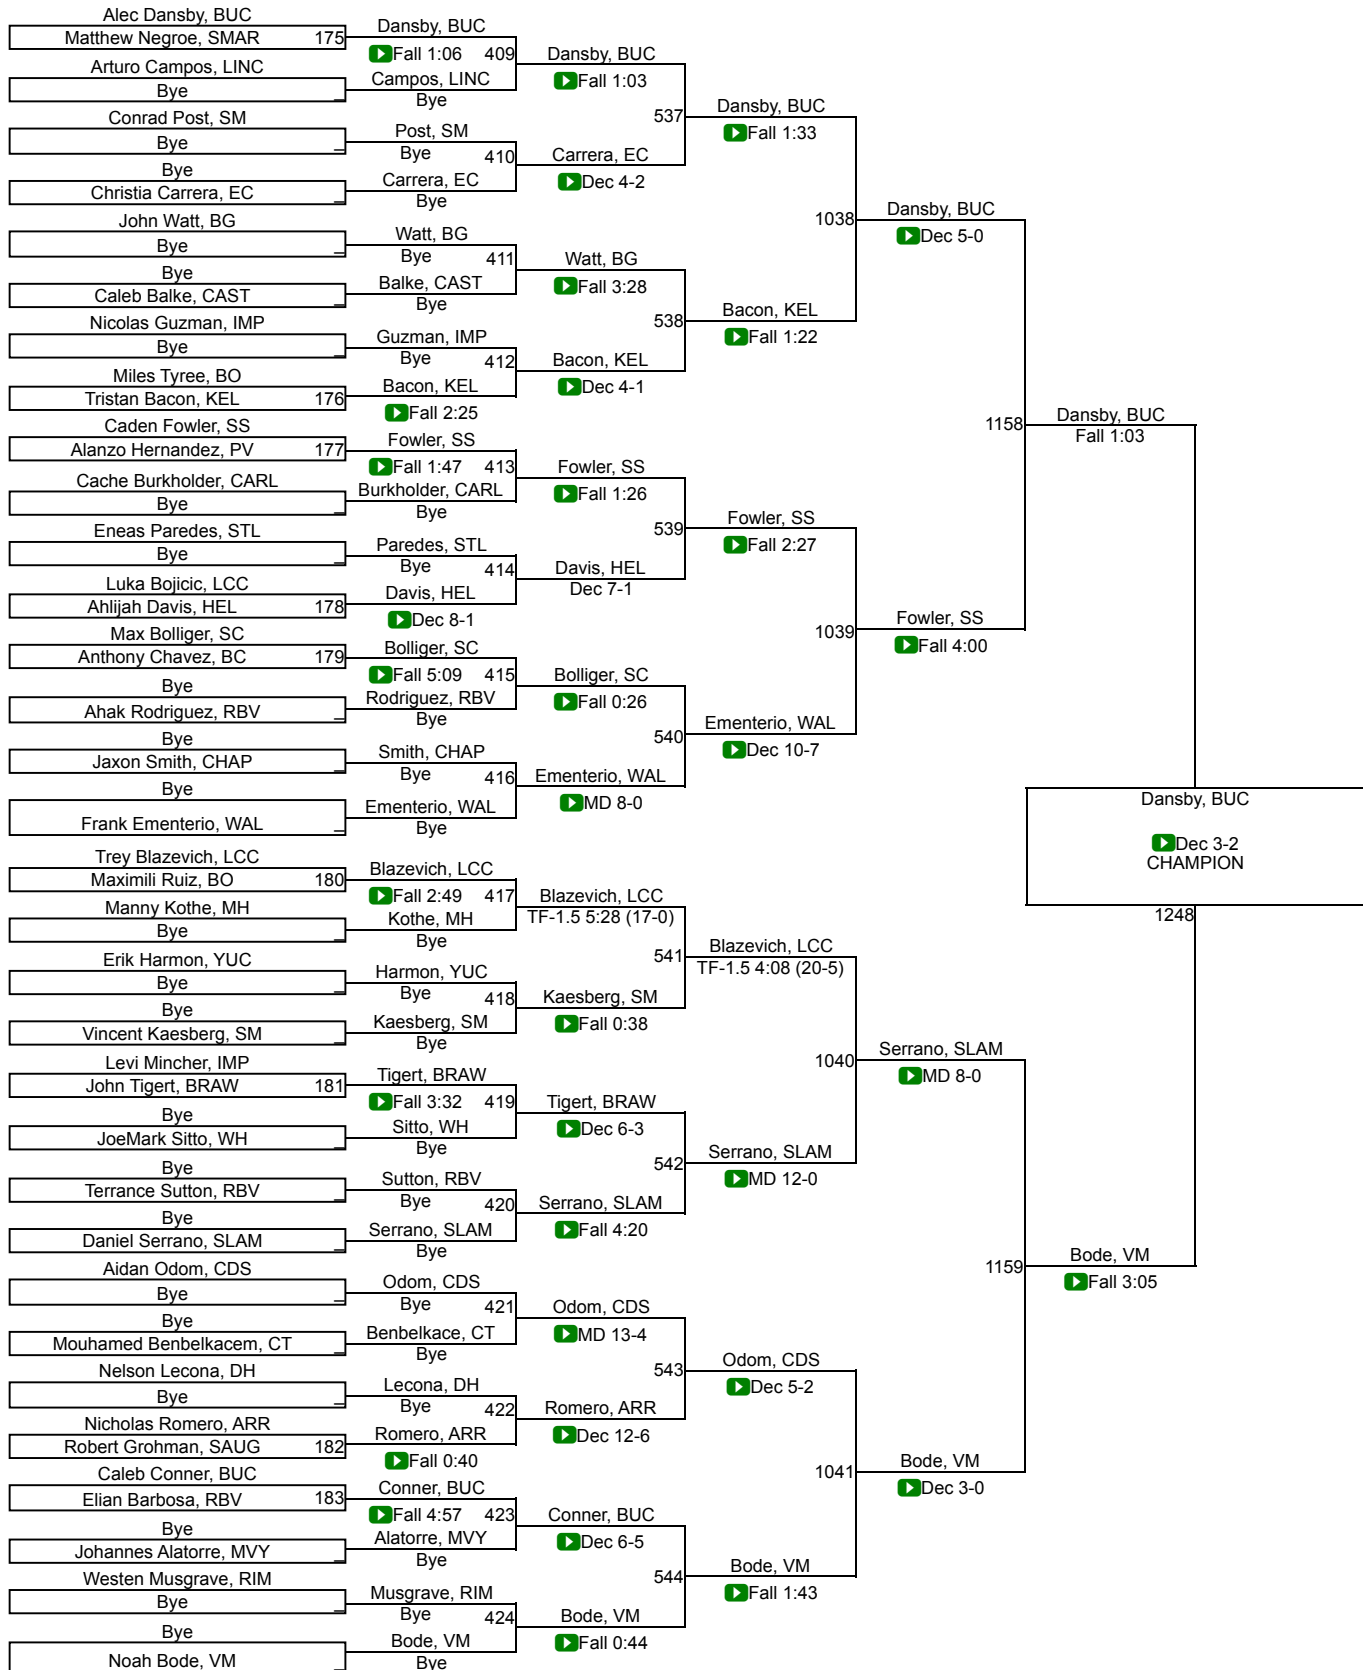 Alec Dansby, BUC
Matthew Negroe, SMAR 175
Arturo Campos, LINC
Bye _
Conrad Post, SM
Bye _
Bye
Christia Carrera, EC _
John Watt, BG
Bye _
Bye
Caleb Balke, CAST _
Nicolas Guzman, IMP
Bye _
Miles Tyree, BO
Tristan Bacon, KEL 176
Caden Fowler, SS
Alanzo Hernandez, PV 177
Cache Burkholder, CARL
Bye _
Eneas Paredes, STL
Bye _
Luka Bojicic, LCC
Ahlijah Davis, HEL 178
Max Bolliger, SC
Anthony Chavez, BC 179
Bye
Ahak Rodriguez, RBV _
Bye
Jaxon Smith, CHAP _
Bye
Frank Ementerio, WAL _
Trey Blazevich, LCC
Maximili Ruiz, BO 180
Manny Kothe, MH
Bye _
Erik Harmon, YUC
Bye _
Bye
Vincent Kaesberg, SM _
Levi Mincher, IMP
John Tigert, BRAW 181
Bye
JoeMark Sitto, WH _
Bye
Terrance Sutton, RBV _
Bye
Daniel Serrano, SLAM _
Aidan Odom, CDS
Bye _
Bye
Mouhamed Benbelkacem, CT _
Nelson Lecona, DH
Bye _
Nicholas Romero, ARR
Robert Grohman, SAUG 182
Caleb Conner, BUC
Elian Barbosa, RBV 183
Bye
Johannes Alatorre, MVY _
Westen Musgrave, RIM
Bye _
Bye
Noah Bode, VM _
Dansby, BUC
Fall 1:06 409
Campos, LINC
Bye
Post, SM
Bye 410
Carrera, EC
Bye
Watt, BG
Bye 411
Balke, CAST
Bye
Guzman, IMP
Bye 412
Bacon, KEL
Fall 2:25
Fowler, SS
Fall 1:47 413
Burkholder, CARL
Bye
Paredes, STL
Bye 414
Davis, HEL
Dec 8-1
Bolliger, SC
Fall 5:09 415
Rodriguez, RBV
Bye
Smith, CHAP
Bye 416
Ementerio, WAL
Bye
Blazevich, LCC
Fall 2:49 417
Kothe, MH
Bye
Harmon, YUC
Bye 418
Kaesberg, SM
Bye
Tigert, BRAW
Fall 3:32 419
Sitto, WH
Bye
Sutton, RBV
Bye 420
Serrano, SLAM
Bye
Odom, CDS
Bye 421
Benbelkace, CT
Bye
Lecona, DH
Bye 422
Romero, ARR
Fall 0:40
Conner, BUC
Fall 4:57 423
Alatorre, MVY
Bye
Musgrave, RIM
Bye 424
Bode, VM
Bye
Dansby, BUC
Fall 1:03
537
Carrera, EC
Dec 4-2
Watt, BG
Fall 3:28
538
Bacon, KEL
Dec 4-1
Fowler, SS
Fall 1:26
539
Davis, HEL
Dec 7-1
Bolliger, SC
Fall 0:26
540
Ementerio, WAL
MD 8-0
Blazevich, LCC
TF-1.5 5:28 (17-0)
541
Kaesberg, SM
Fall 0:38
Tigert, BRAW
Dec 6-3
542
Serrano, SLAM
Fall 4:20
Odom, CDS
MD 13-4
543
Romero, ARR
Dec 12-6
Conner, BUC
Dec 6-5
544
Bode, VM
Fall 0:44
Dansby, BUC
Fall 1:33
1038
Bacon, KEL
Fall 1:22
Fowler, SS
Fall 2:27
1039
Ementerio, WAL
Dec 10-7
Blazevich, LCC
TF-1.5 4:08 (20-5)
1040
Serrano, SLAM
MD 12-0
Odom, CDS
Dec 5-2
1041
Bode, VM
Fall 1:43
Dansby, BUC
Dec 5-0
1158
Fowler, SS
Fall 4:00
Serrano, SLAM
MD 8-0
1159
Bode, VM
Dec 3-0
Dansby, BUC
Fall 1:03
Bode, VM
Fall 3:05
Dansby, BUC
Dec 3-2
CHAMPION
1248